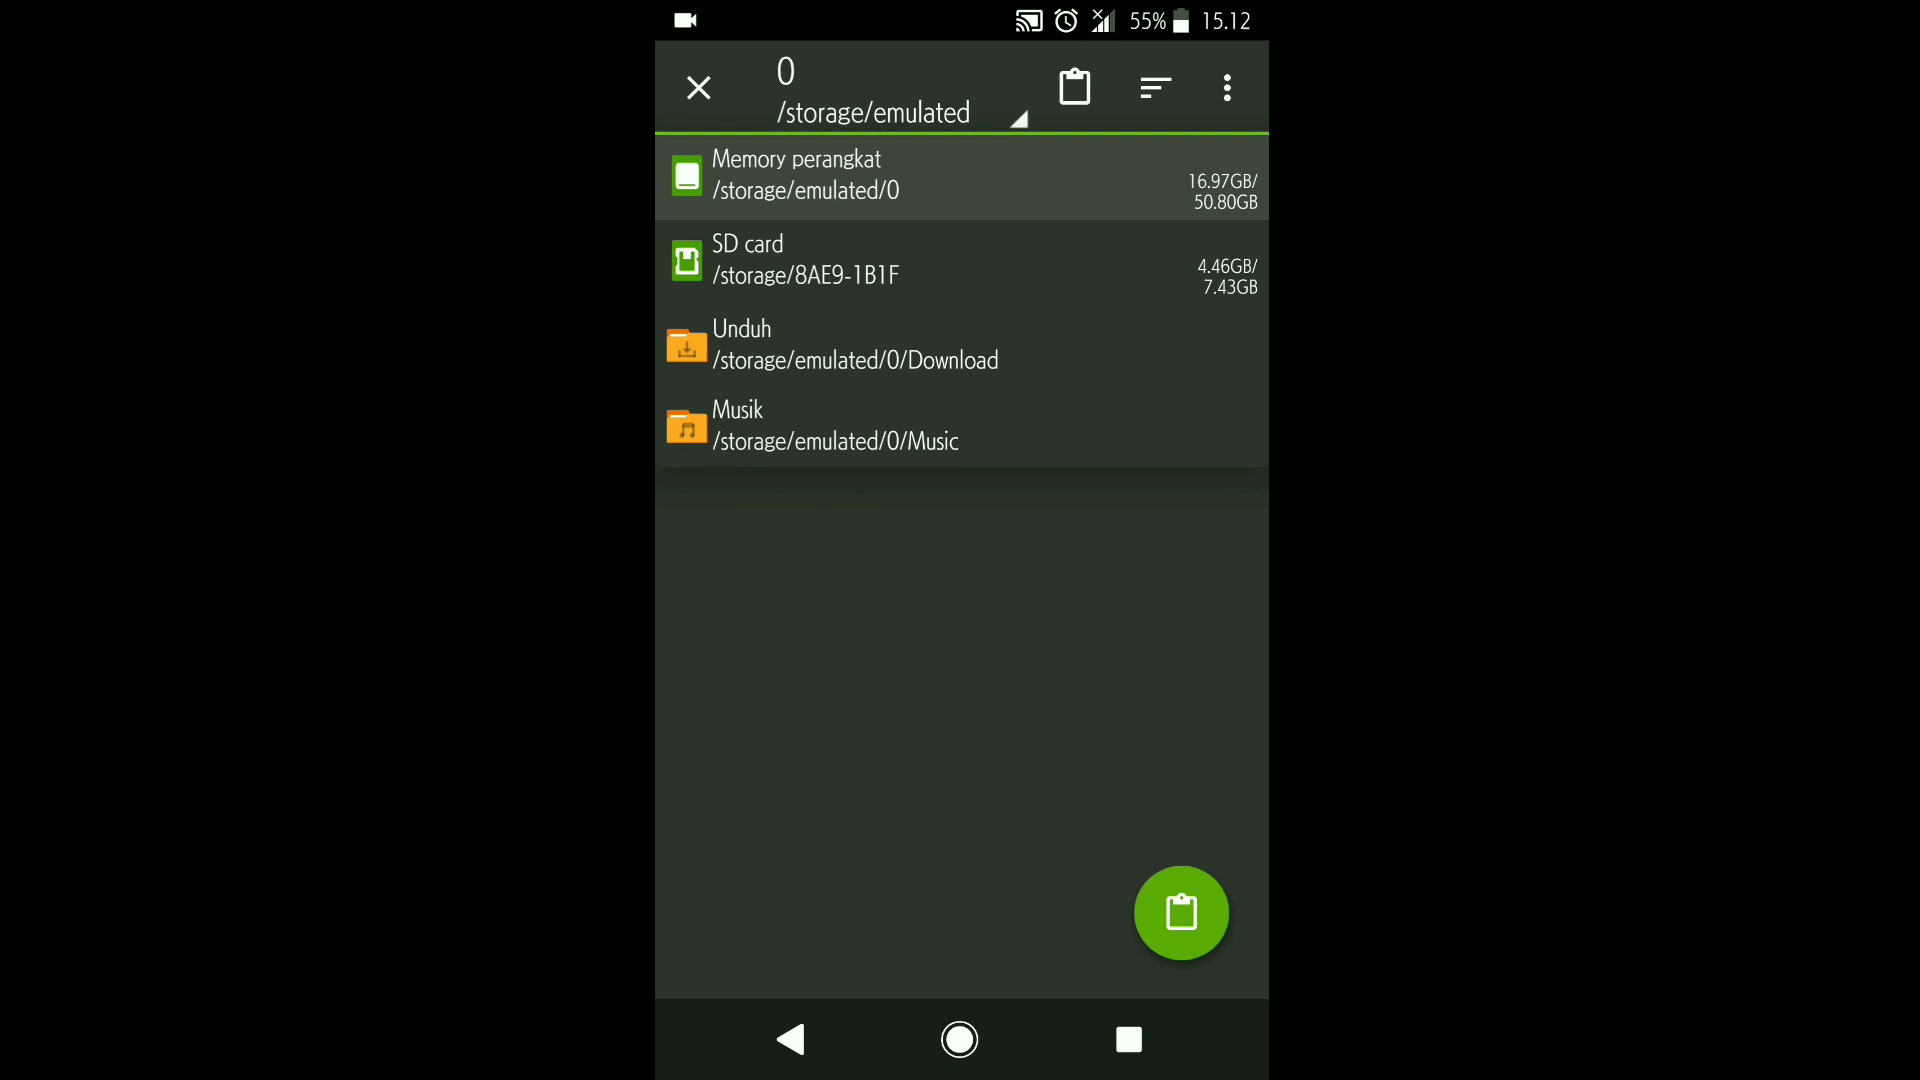 55% 15.12
0
/storage/emulated
Memory perangkat
/storage/emulated/0
16.97GB/
50.80GB
SD card
/storage/8AE9-1B1F
4.46GB/
7.43GB
Unduh
/storage/emulated/0/Download
Musik
/storage/emulated/0/Music